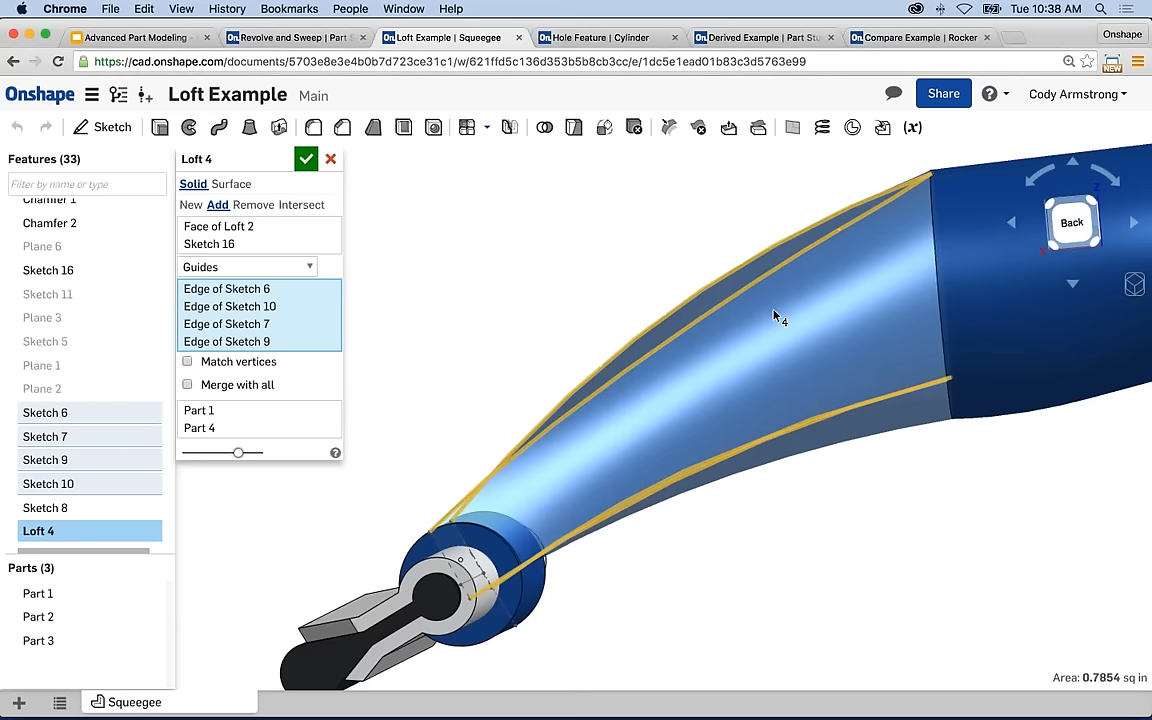 Chrome File Edit View History Bookmarks People Window Help Tue 10:38 AM
Advanced Part Modeling - Revolve and Sweep | Part S Loft Example | Squeegee Hole Feature | Cylinder Derived Example | Part Stu Compare Example | Rocker Onshape
https://cad.onshape.com/documents/5703e8e3e4b0b7d723ce31c1/w/621ffd5c136d353b5b8cb3cc/e/1dc5e1ead01b83c3d5763e99 NEW
Onshape Loft Example Main Share ? Cody Armstrong
Sketch (x)
Features (33)
Filter by name or type
Chamfer 1
Chamfer 2
Plane 6
Sketch 16
Sketch 11
Plane 3
Sketch 5
Plane 1
Plane 2
Sketch 6
Sketch 7
Sketch 9
Sketch 10
Sketch 8
Loft 4
Parts (3)
Part 1
Part 2
Part 3
Loft 4
Solid Surface
New Add Remove Intersect
Face of Loft 2
Sketch 16
Guides
Edge of Sketch 6
Edge of Sketch 10
Edge of Sketch 7
Edge of Sketch 9
Match vertices
Merge with all
Part 1
Part 4
?
4
Z
Back
X
Area: 0.7854 sq in
Squeegee